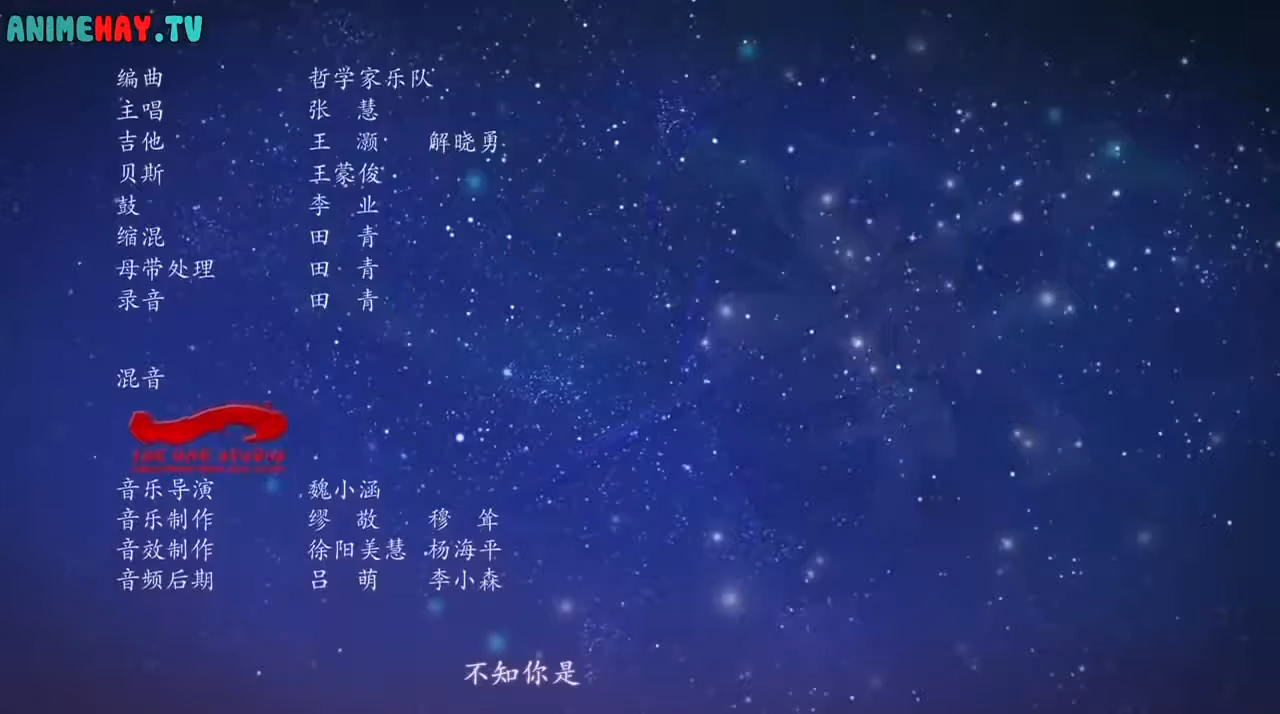 ANIMEHAY.TV
编曲 哲学家乐队
主唱 张 慧
吉他 王 灏 解晓勇
贝斯 王蒙俊
鼓 李 业
缩混 田 青
母带处理 田 青
录音 田 青
混音
THE ONE STUDIO
音乐导演 魏小涵
音乐制作 缪 敬 穆 耸
音效制作 徐阳美慧 杨海平
音频后期 吕 萌 李小森
不知你是